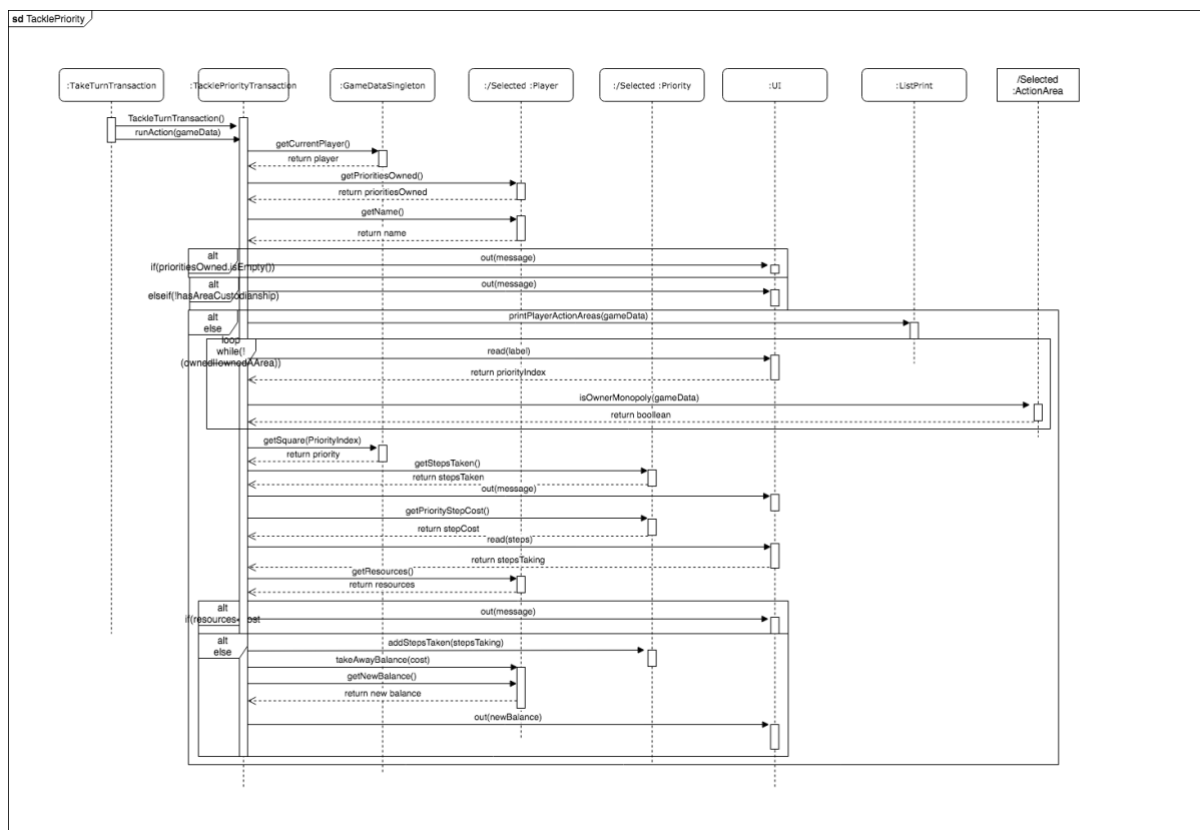 sd TacklePriority
:TakeTurnTransaction
:TacklePriorityTransaction
:GameDataSingleton
:/Selected :Player
:/Selected :Priority
:UI
:ListPrint
/Selected
:ActionArea
TackleTurnTransaction()
runAction(gameData)
getCurrentPlayer()
return player
getPrioritiesOwned()
return prioritiesOwned
getName()
return name
alt
if(prioritiesOwned.isEmpty())
out(message)
alt
elseif(!hasAreaCustodianship)
out(message)
alt
else
printPlayerActionAreas(gameData)
loop
while(!
(owned||ownedAArea))
read(label)
return priorityIndex
isOwnerMonopoly(gameData)
return boollean
getSquare(PriorityIndex)
return priority
getStepsTaken()
return stepsTaken
out(message)
getPriorityStepCost()
return stepCost
read(steps)
return stepsTaking
getResources()
return resources
alt
out(message)
alt
else
addStepsTaken(stepsTaking)
takeAwayBalance(cost)
getNewBalance()
return new balance
out(newBalance)